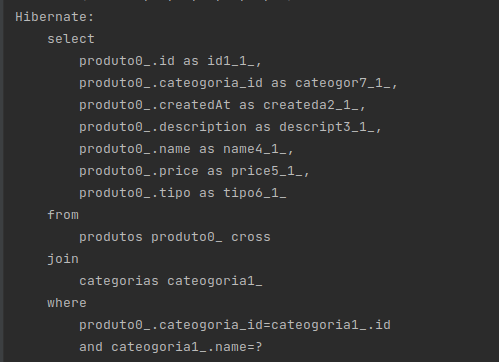 Hibernate:
select
produto0_.id as id1_1_,
produto0_.cateogoria_id as cateogor7_1_,
produto0_.createdAt as createda2_1_,
produto0_.description as descript3_1_,
produto0_.name as name4_1_,
produto0_.price as price5_1_,
produto0_.tipo as tipo6_1_
from
produtos produto0_ cross
join
categorias cateogoria1_
where
produto0_.cateogoria_id=cateogoria1_.id
and cateogoria1_.name=?